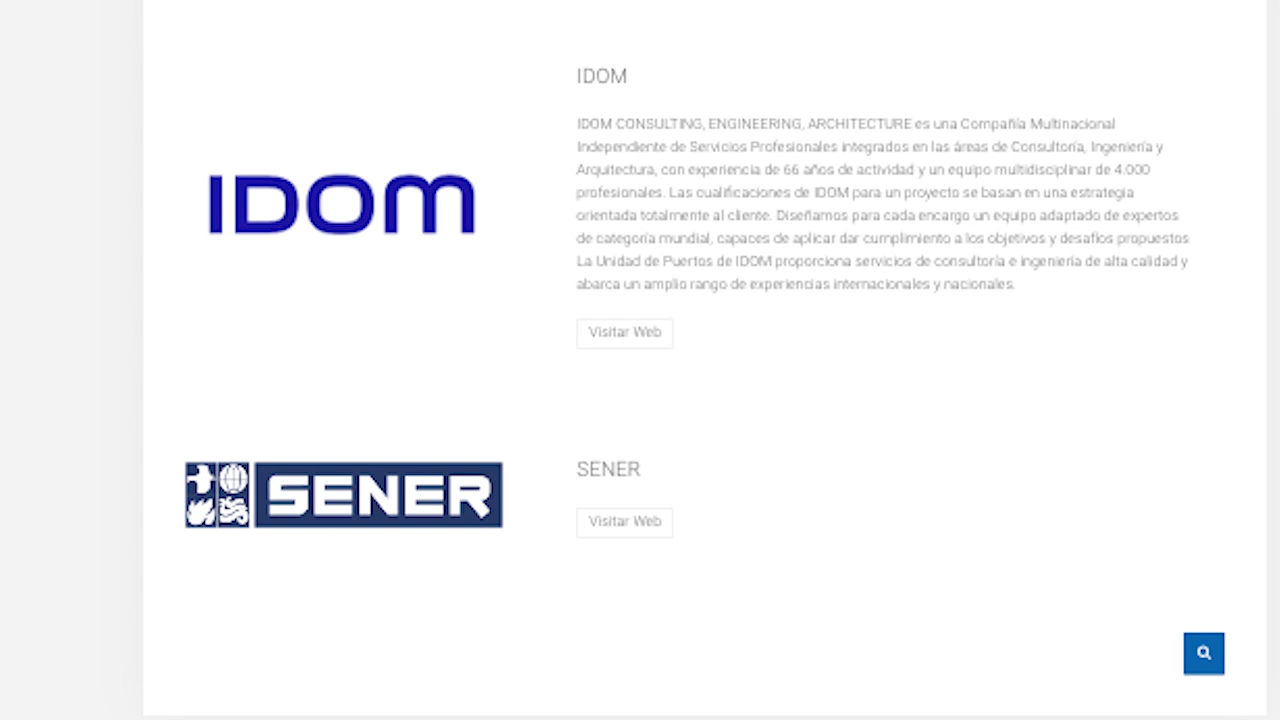 IDOM
IDOM
IDOM CONSULTING, ENGINEERING, ARCHITECTURE es una Compañía Multinacional
Independiente de Servicios Profesionales integrados en las áreas de Consultoría, Ingeniería y
Arquitectura, con experiencia de 66 años de actividad y un equipo multidisciplinar de 4.000
profesionales. Las cualificaciones de IDOM para un proyecto se basan en una estrategia
orientada totalmente al cliente. Diseñamos para cada encargo un equipo adaptado de expertos
de categoría mundial, capaces de aplicar dar cumplimiento a los objetivos y desafíos propuestos
La Unidad de Puertos de IDOM proporciona servicios de consultoría e ingeniería de alta calidad y
abarca un amplio rango de experiencias internacionales y nacionales.
Visitar Web
SENER
SENER
Visitar Web